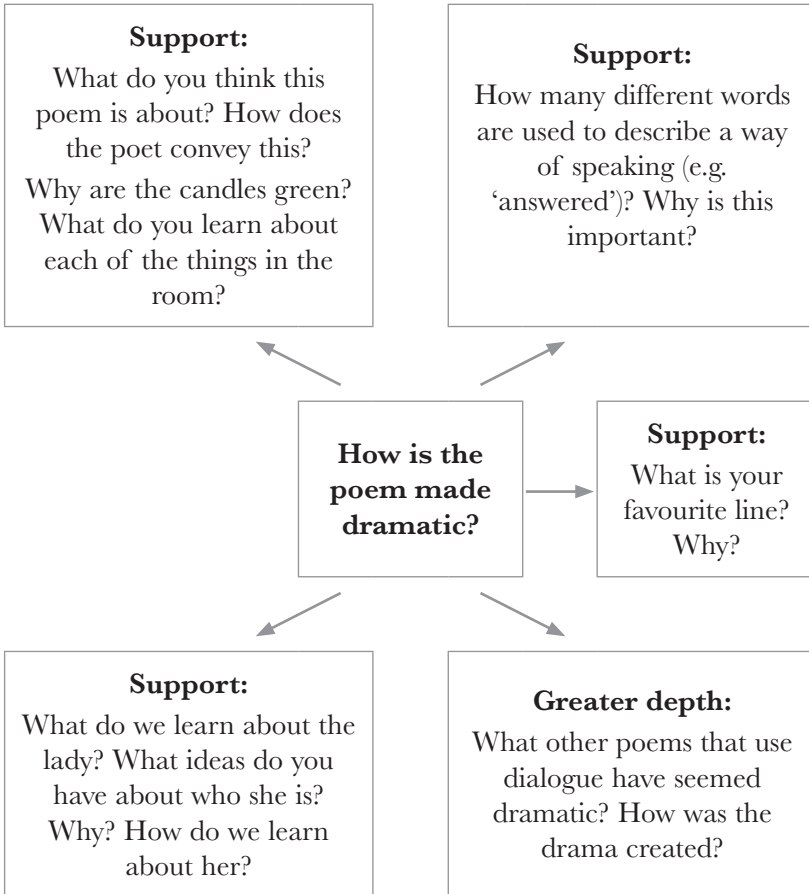 Support:
What do you think this
poem is about? How does
the poet convey this?
Why are the candles green?
What do you learn about
each of the things in the
room?
Support:
How many different words
are used to describe a way
of speaking (e.g.
‘answered’)? Why is this
important?
How is the
poem made
dramatic?
Support:
What is your
favourite line?
Why?
Support:
What do we learn about the
lady? What ideas do you
have about who she is?
Why? How do we learn
about her?
Greater depth:
What other poems that use
dialogue have seemed
dramatic? How was the
drama created?